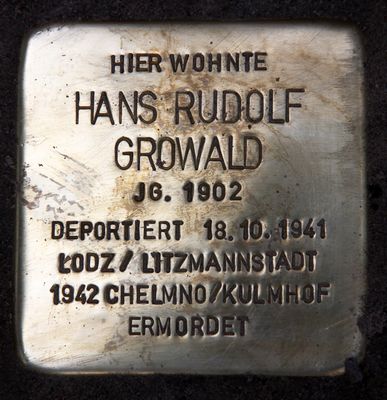 HIER WOHNTE
HANS RUDOLF
GROWALD
JG. 1902
DEPORTIERT 18.10.1941
ŁODZ/LITZMANNSTADT
1942 CHELMNO/KULMHOF
ERMORDET